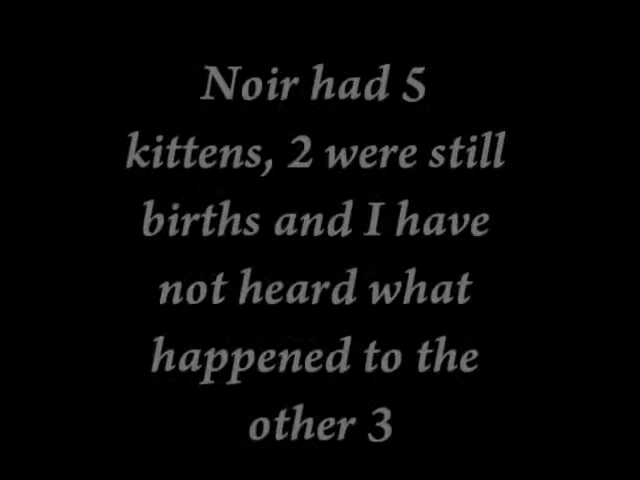 Noir had 5
kittens, 2 were still
births and I have
not heard what
happened to the
other 3